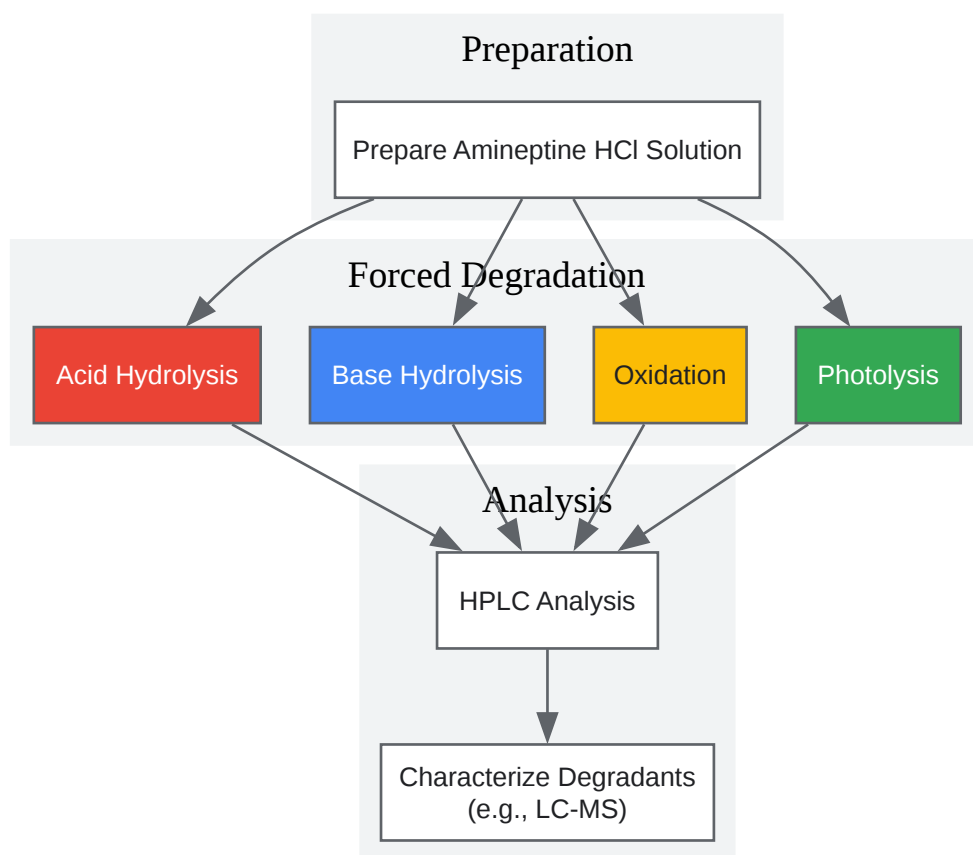 Preparation
Prepare Amineptine HCl Solution
Forced Degradation
Acid Hydrolysis
Base Hydrolysis
Oxidation
Photolysis
Analysis
HPLC Analysis
Characterize Degradants
(e.g., LC-MS)